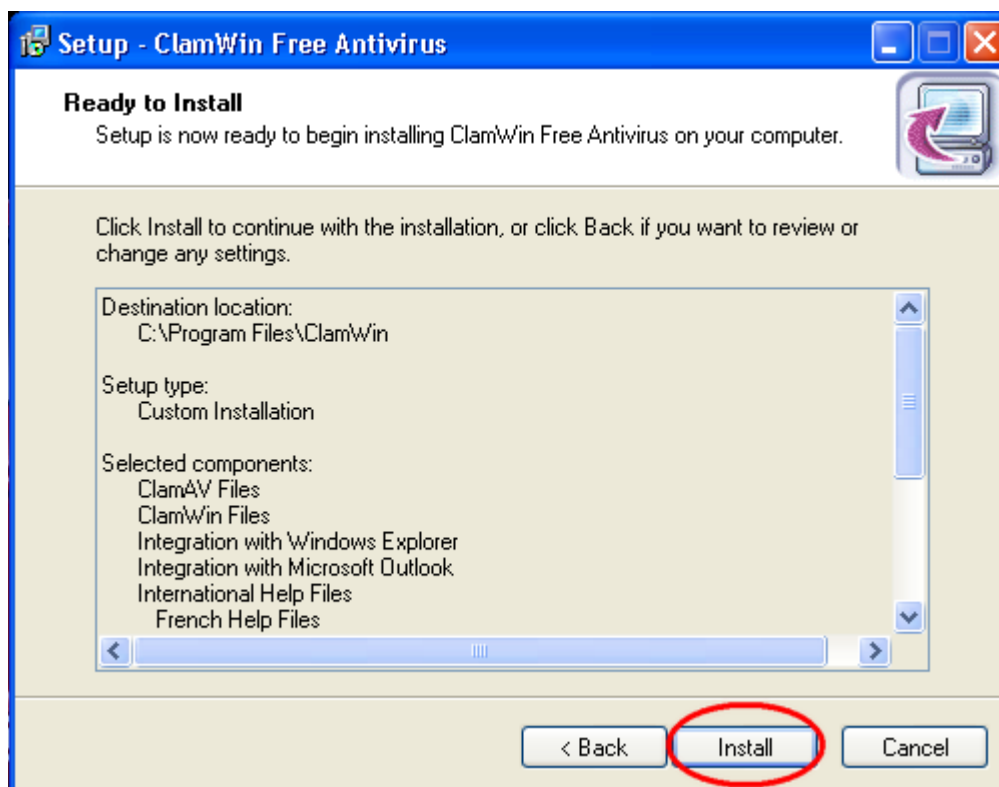 Setup - ClamWin Free Antivirus
Ready to Install
Setup is now ready to begin installing ClamWin Free Antivirus on your computer.
Click Install to continue with the installation, or click Back if you want to review or
change any settings.
Destination location:
C:\Program Files\ClamWin
Setup type:
Custom Installation
Selected components:
ClamAV Files
ClamWin Files
Integration with Windows Explorer
Integration with Microsoft Outlook
International Help Files
French Help Files
< Back
Install
Cancel